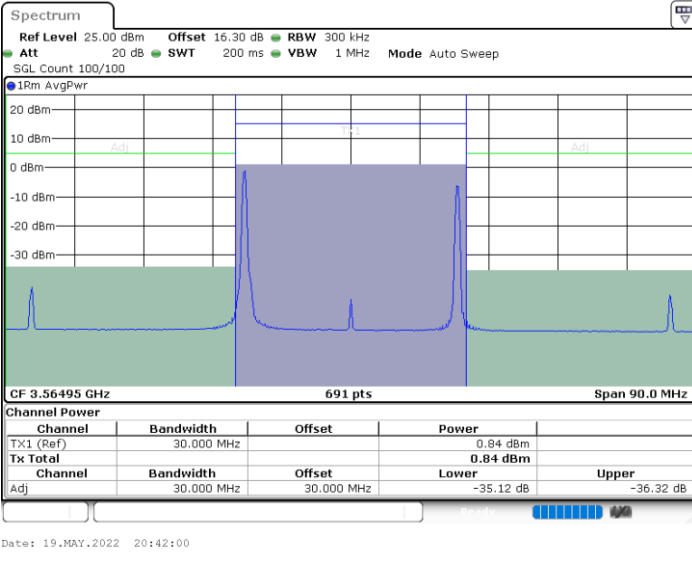 Spectrum
Ref Level 25.00 dBm Offset 16.30 dB RBW 300 kHz
Att 20 dB SWT 200 ms VBW 1 MHz Mode Auto Sweep
SGL Count 100/100
1Rm AvgPwr
20 dBm
TX1
10 dBm
Adj Adj
0 dBm
-10 dBm
-20 dBm
-30 dBm
CF 3.56495 GHz 691 pts Span 90.0 MHz
Channel Power
Channel Bandwidth Offset Power
TX1 (Ref) 30.000 MHz 0.84 dBm
Tx Total 0.84 dBm
Channel Bandwidth Offset Lower Upper
Adj 30.000 MHz 30.000 MHz -35.12 dB -36.32 dB
Ready
Date: 19.MAY.2022 20:42:00